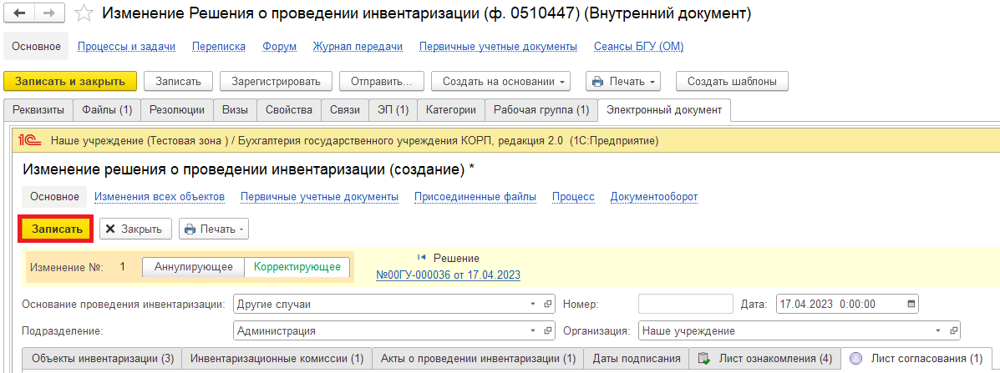 Изменение Решения о проведении инвентаризации (ф. 0510447) (Внутренний документ)
Основное Процессы и задачи Переписка Форум Журнал передачи Первичные учетные документы Сеансы БГУ (ОМ)
Записать и закрыть Записать Зарегистрировать Отправить... Создать на основании Печать Создать шаблоны
Реквизиты Файлы (1) Резолюции Визы Свойства Связи ЭП (1) Категории Рабочая группа (1) Электронный документ
1С Наше учреждение (Тестовая зона ) / Бухгалтерия государственного учреждения КОРП, редакция 2.0 (1С:Предприятие)
Изменение решения о проведении инвентаризации (создание) *
Основное Изменения всех объектов Первичные учетные документы Присоединенные файлы Процесс Документооборот
Записать Закрыть Печать
Решение
Изменение №: 1 Аннулирующее Корректирующее
№00ГУ-000036 от 17.04.2023
Основание проведения инвентаризации: Другие случаи Номер: Дата: 17.04.2023 0:00:00
Подразделение: Администрация Организация: Наше учреждение
Объекты инвентаризации (3) Инвентаризационные комиссии (1) Акты о проведении инвентаризации (1) Даты подписания Лист ознакомления (4) Лист согласования (1)